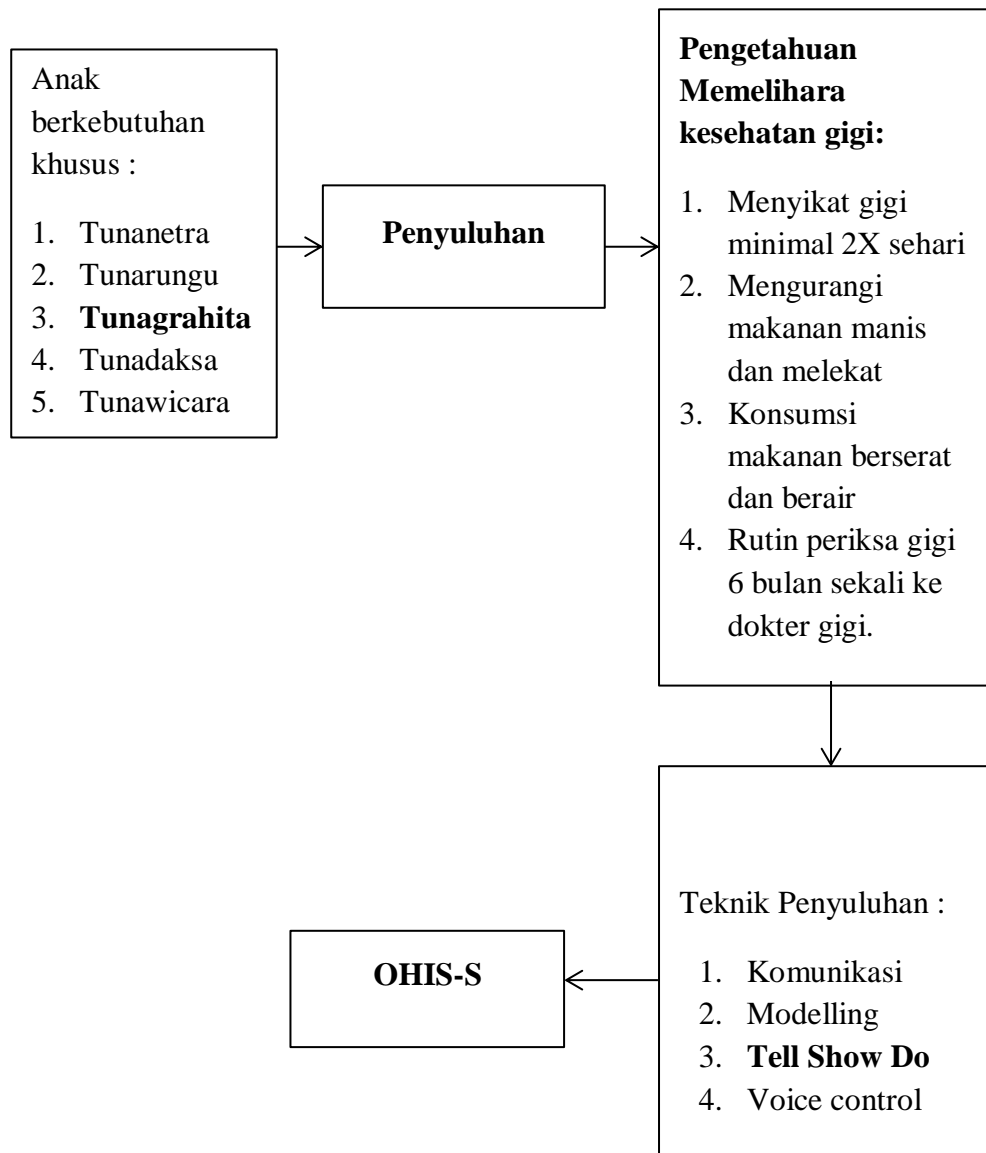 Anak
berkebutuhan
khusus :
1. Tunanetra
2. Tunarungu
3. Tunagrahita
4. Tunadaksa
5. Tunawicara
Penyuluhan
Pengetahuan
Memelihara
kesehatan gigi:
1. Menyikat gigi
minimal 2X sehari
2. Mengurangi
makanan manis
dan melekat
3. Konsumsi
makanan berserat
dan berair
4. Rutin periksa gigi
6 bulan sekali ke
dokter gigi.
Teknik Penyuluhan :
1. Komunikasi
2. Modelling
3. Tell Show Do
4. Voice control
OHIS-S